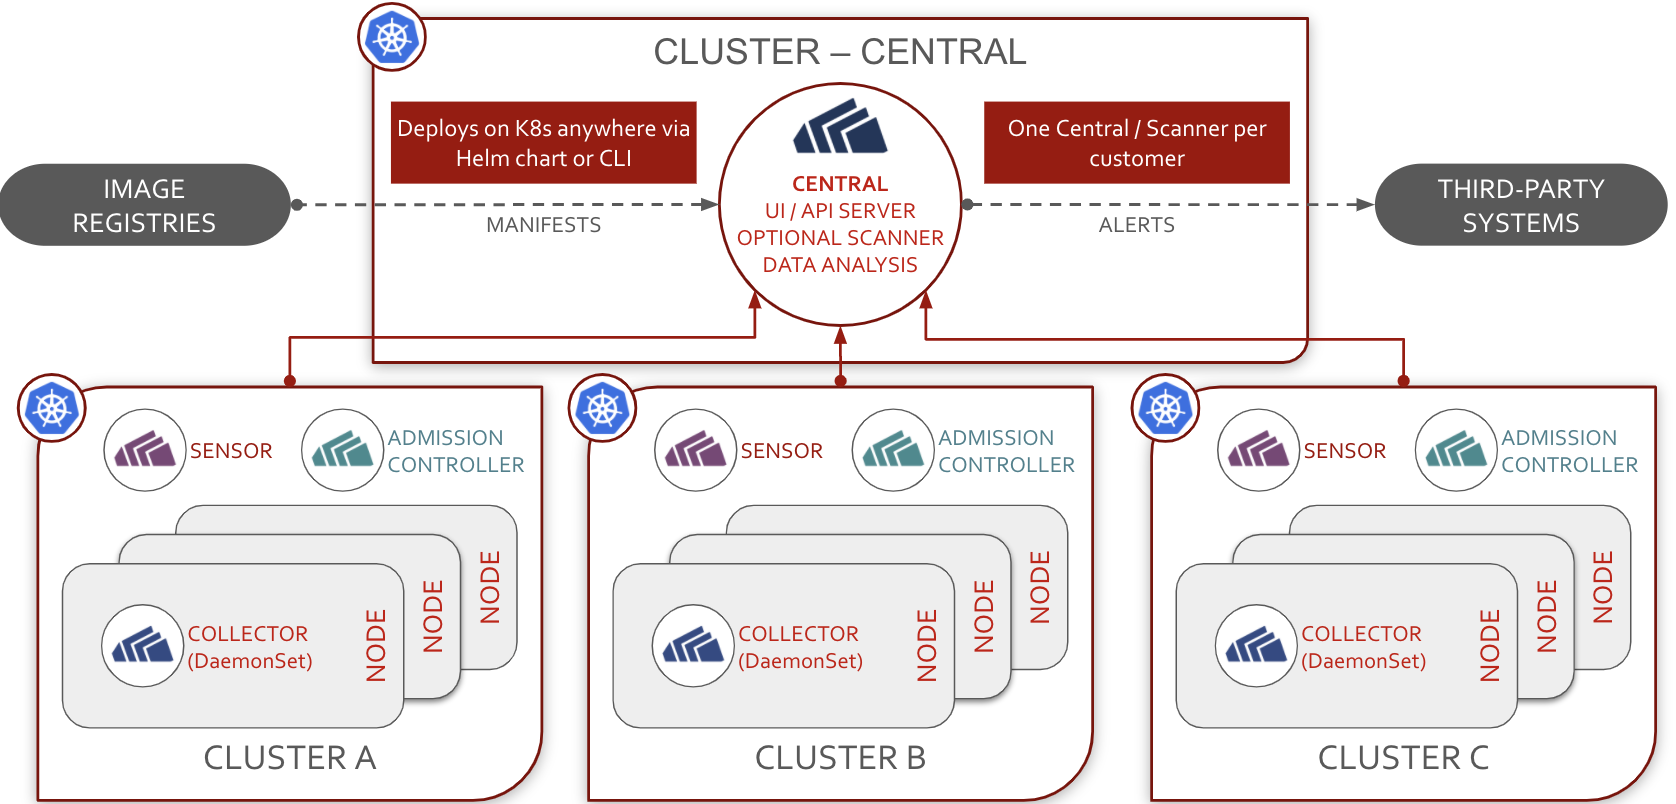 CLUSTER – CENTRAL
Deploys on K8s anywhere via
Helm chart or CLI
One Central / Scanner per
customer
IMAGE
REGISTRIES
MANIFESTS
CENTRAL
UI / API SERVER
OPTIONAL SCANNER
DATA ANALYSIS
ALERTS
THIRD-PARTY
SYSTEMS
SENSOR
ADMISSION
CONTROLLER
COLLECTOR
(DaemonSet)
NODE
NODE
NODE
CLUSTER A
SENSOR
ADMISSION
CONTROLLER
COLLECTOR
(DaemonSet)
NODE
NODE
NODE
CLUSTER B
SENSOR
ADMISSION
CONTROLLER
COLLECTOR
(DaemonSet)
NODE
NODE
NODE
CLUSTER C